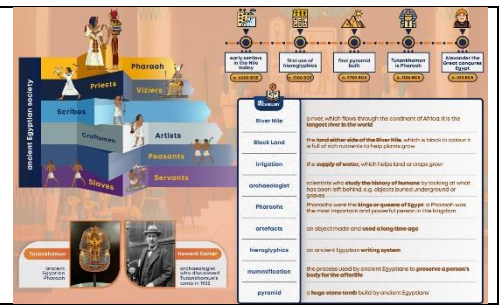 ancient Egyptian society
Pharaoh
Priests
Viziers
Scribes
Craftsmen
Artists
Peasants
Slaves
Servants
early settlers
in the Nile
Valley
first use of
hieroglyphics
first pyramid
built
Tutankhamun
is Pharaoh
Alexander the
Great conquers
Egypt
VOCABULARY
River Nile
a river, which flows through the continent of Africa. It is the
longest river in the world
Black Land
the land either side of the River Nile, which is black in colour it
is full of rich nutrients to help plants grow
irrigation
the supply of water, which helps land or crops grow
archaeologist
scientists who study the history of humans by looking at what
has been left behind. e.g. objects buried underground or
graves
Pharaohs
Pharaohs were the kings or queens of Egypt. a Pharaoh was
the most important and powerful person in the kingdom
artefacts
an object made and used a long time ago
hieroglyphics
an ancient Egyptian writing system
mummification
the process used by ancient Egyptians to preserve a person's
body for the afterlife
pyramid
a huge stone tomb build by ancient Egyptians
Tutankhamun
ancient
Egyptian
Pharaoh
Howard Carter
archaeologist
who discovered
Tutankhamun's
tomb in 1922